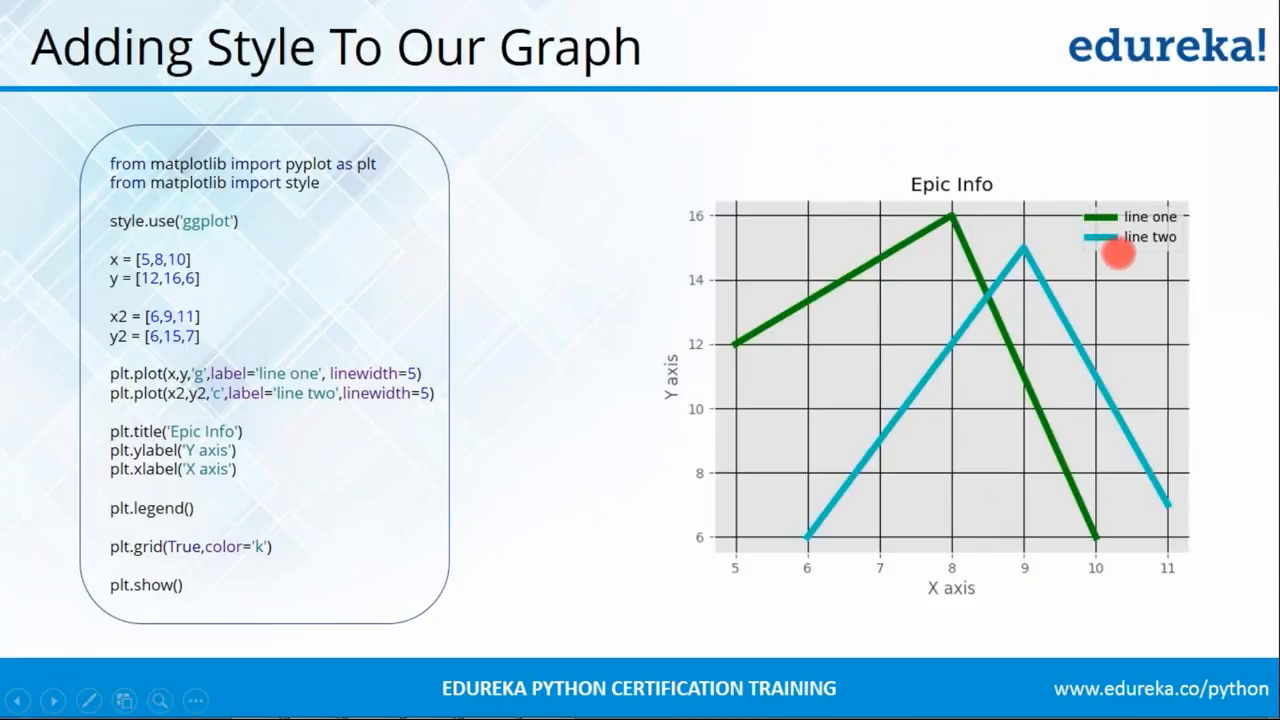 Adding Style To Our Graph
edureka!
from matplotlib import pyplot as plt
from matplotlib import style
style.use('ggplot')
x = [5,8,10]
y = [12,16,6]
x2 = [6,9,11]
y2 = [6,15,7]
plt.plot(x,y,'g',label='line one', linewidth=5)
plt.plot(x2,y2,'c',label='line two',linewidth=5)
plt.title('Epic Info')
plt.ylabel('Y axis')
plt.xlabel('X axis')
plt.legend()
plt.grid(True,color='k')
plt.show()
Epic Info
line one
line two
16
14
12
10
8
6
Y axis
5 6 7 8 9 10 11
X axis
EDUREKA PYTHON CERTIFICATION TRAINING
www.edureka.co/python